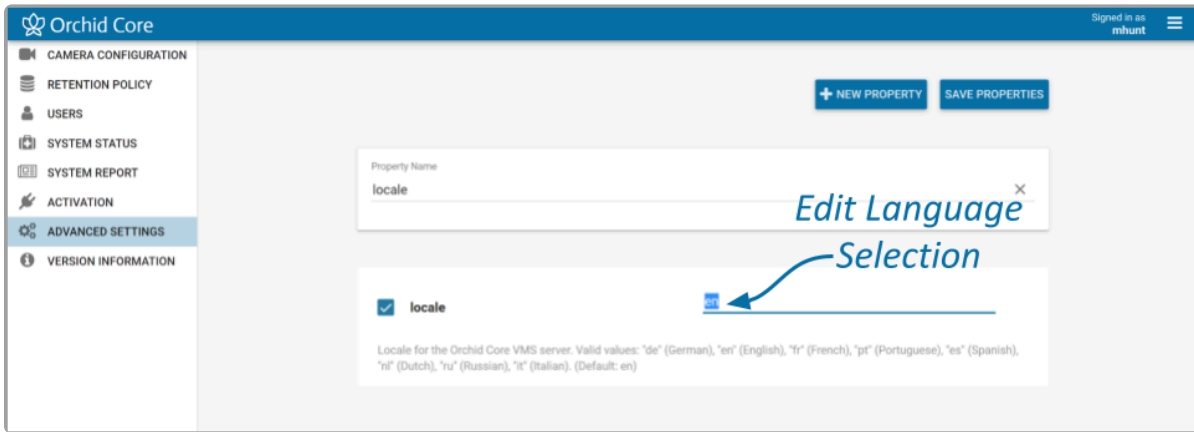 Orchid Core
Signed in as
mhunt
CAMERA CONFIGURATION
RETENTION POLICY
USERS
SYSTEM STATUS
SYSTEM REPORT
ACTIVATION
ADVANCED SETTINGS
VERSION INFORMATION
NEW PROPERTY
SAVE PROPERTIES
Property Name
locale
Edit Language
Selection
locale
en
Locale for the Orchid Core VMS server. Valid values: "de" (German), "en" (English), "fr" (French), "pt" (Portuguese), "es" (Spanish),
"nl" (Dutch), "ru" (Russian), "it" (Italian). (Default: en)